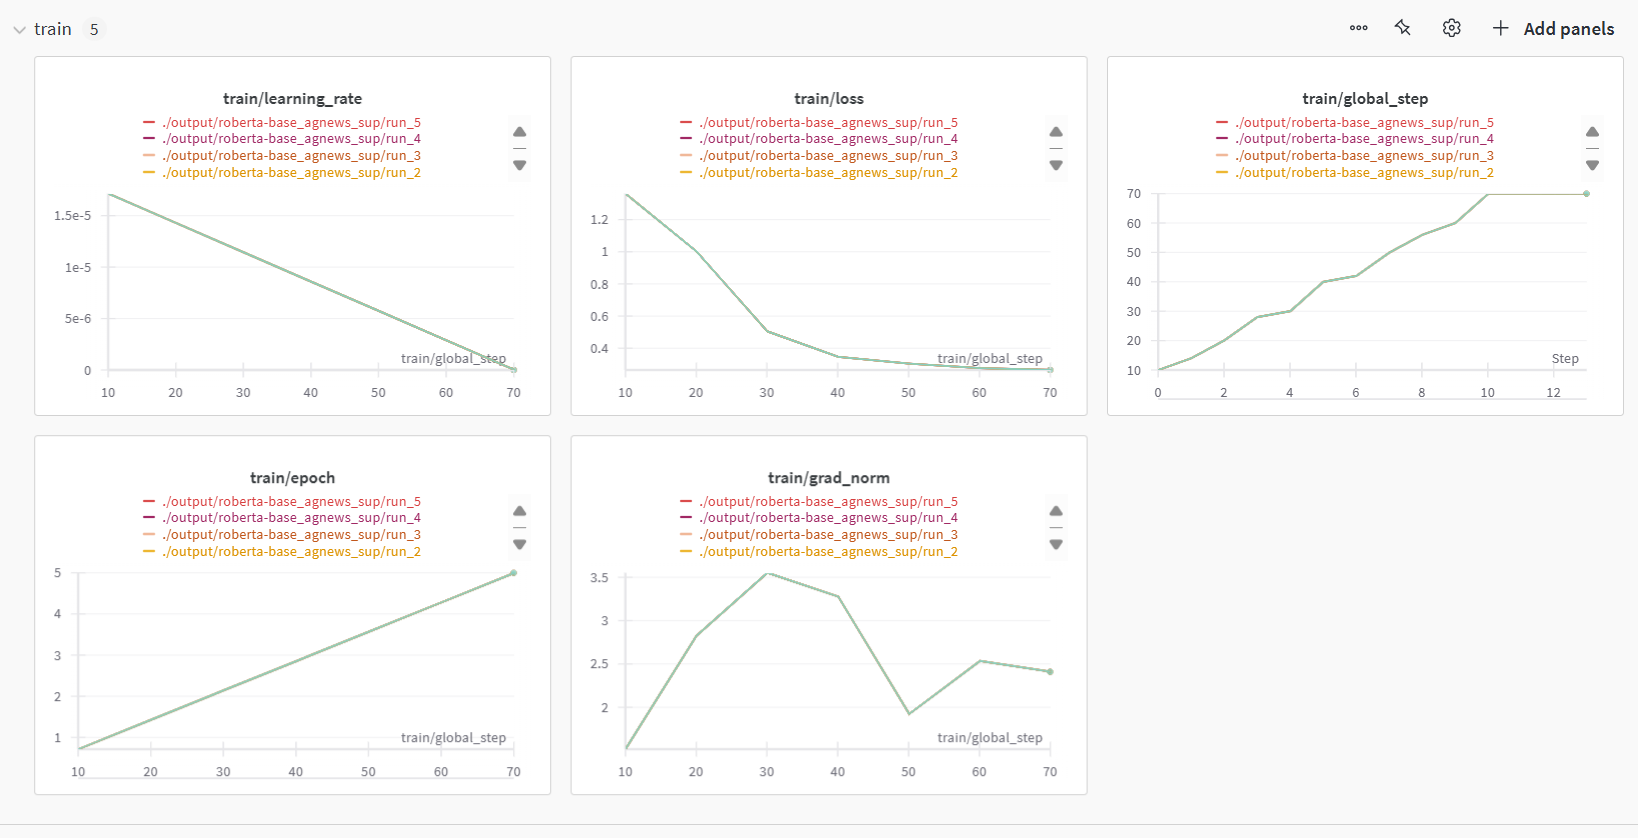 train 5
Add panels
train/learning_rate
./output/roberta-base_agnews_sup/run_5
./output/roberta-base_agnews_sup/run_4
./output/roberta-base_agnews_sup/run_3
./output/roberta-base_agnews_sup/run_2
1.5e-5
1e-5
5e-6
0
train/global_step
10 20 30 40 50 60 70
train/loss
./output/roberta-base_agnews_sup/run_5
./output/roberta-base_agnews_sup/run_4
./output/roberta-base_agnews_sup/run_3
./output/roberta-base_agnews_sup/run_2
1.2
1
0.8
0.6
0.4
train/global_step
10 20 30 40 50 60 70
train/global_step
./output/roberta-base_agnews_sup/run_5
./output/roberta-base_agnews_sup/run_4
./output/roberta-base_agnews_sup/run_3
./output/roberta-base_agnews_sup/run_2
70
60
50
40
30
20
10
Step
0 2 4 6 8 10 12
train/epoch
./output/roberta-base_agnews_sup/run_5
./output/roberta-base_agnews_sup/run_4
./output/roberta-base_agnews_sup/run_3
./output/roberta-base_agnews_sup/run_2
5
4
3
2
1
train/global_step
10 20 30 40 50 60 70
train/grad_norm
./output/roberta-base_agnews_sup/run_5
./output/roberta-base_agnews_sup/run_4
./output/roberta-base_agnews_sup/run_3
./output/roberta-base_agnews_sup/run_2
3.5
3
2.5
2
train/global_step
10 20 30 40 50 60 70